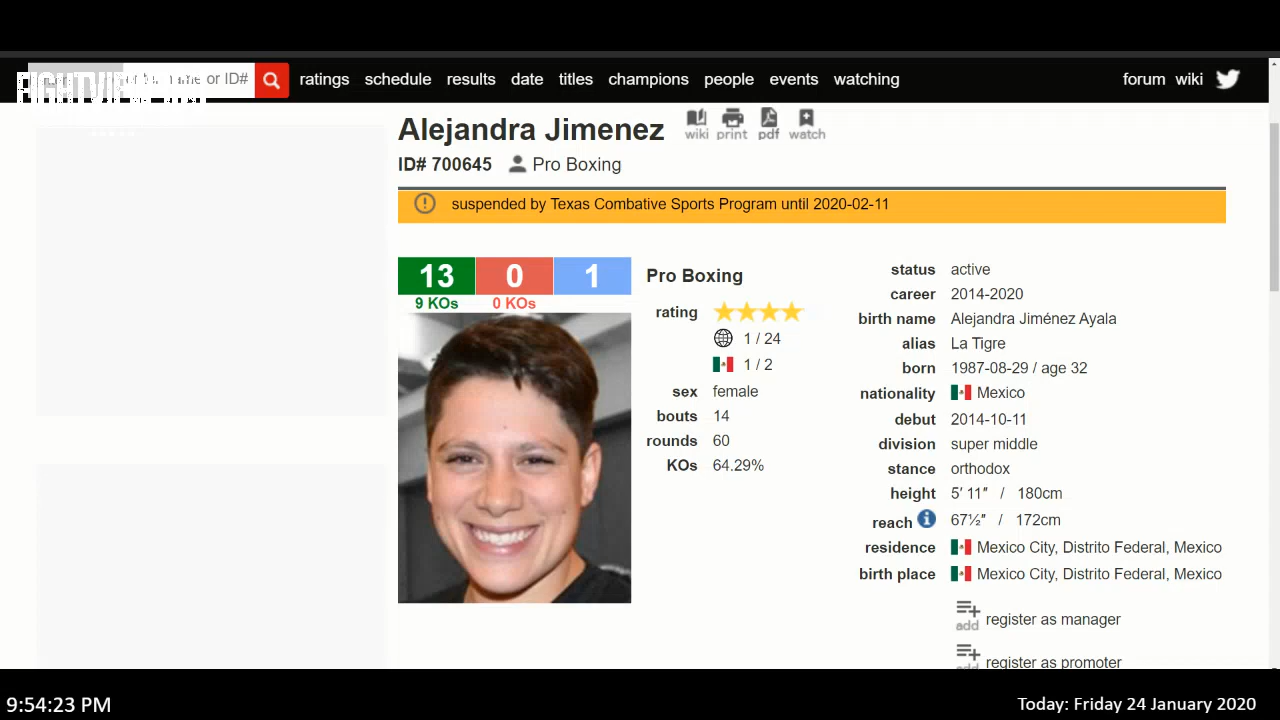 FIGHTVIEW
name or ID# ratings schedule results date titles champions people events watching forum wiki
Alejandra Jimenez wiki print pdf watch
ID# 700645 Pro Boxing
suspended by Texas Combative Sports Program until 2020-02-11
13 0 1
9 KOs 0 KOs
Pro Boxing
rating
1 / 24
1 / 2
sex female
bouts 14
rounds 60
KOs 64.29%
status active
career 2014-2020
birth name Alejandra Jiménez Ayala
alias La Tigre
born 1987-08-29 / age 32
nationality Mexico
debut 2014-10-11
division super middle
stance orthodox
height 5′ 11″ / 180cm
reach 67½″ / 172cm
residence Mexico City, Distrito Federal, Mexico
birth place Mexico City, Distrito Federal, Mexico
add register as manager
add register as promoter
9:54:23 PM
Today: Friday 24 January 2020